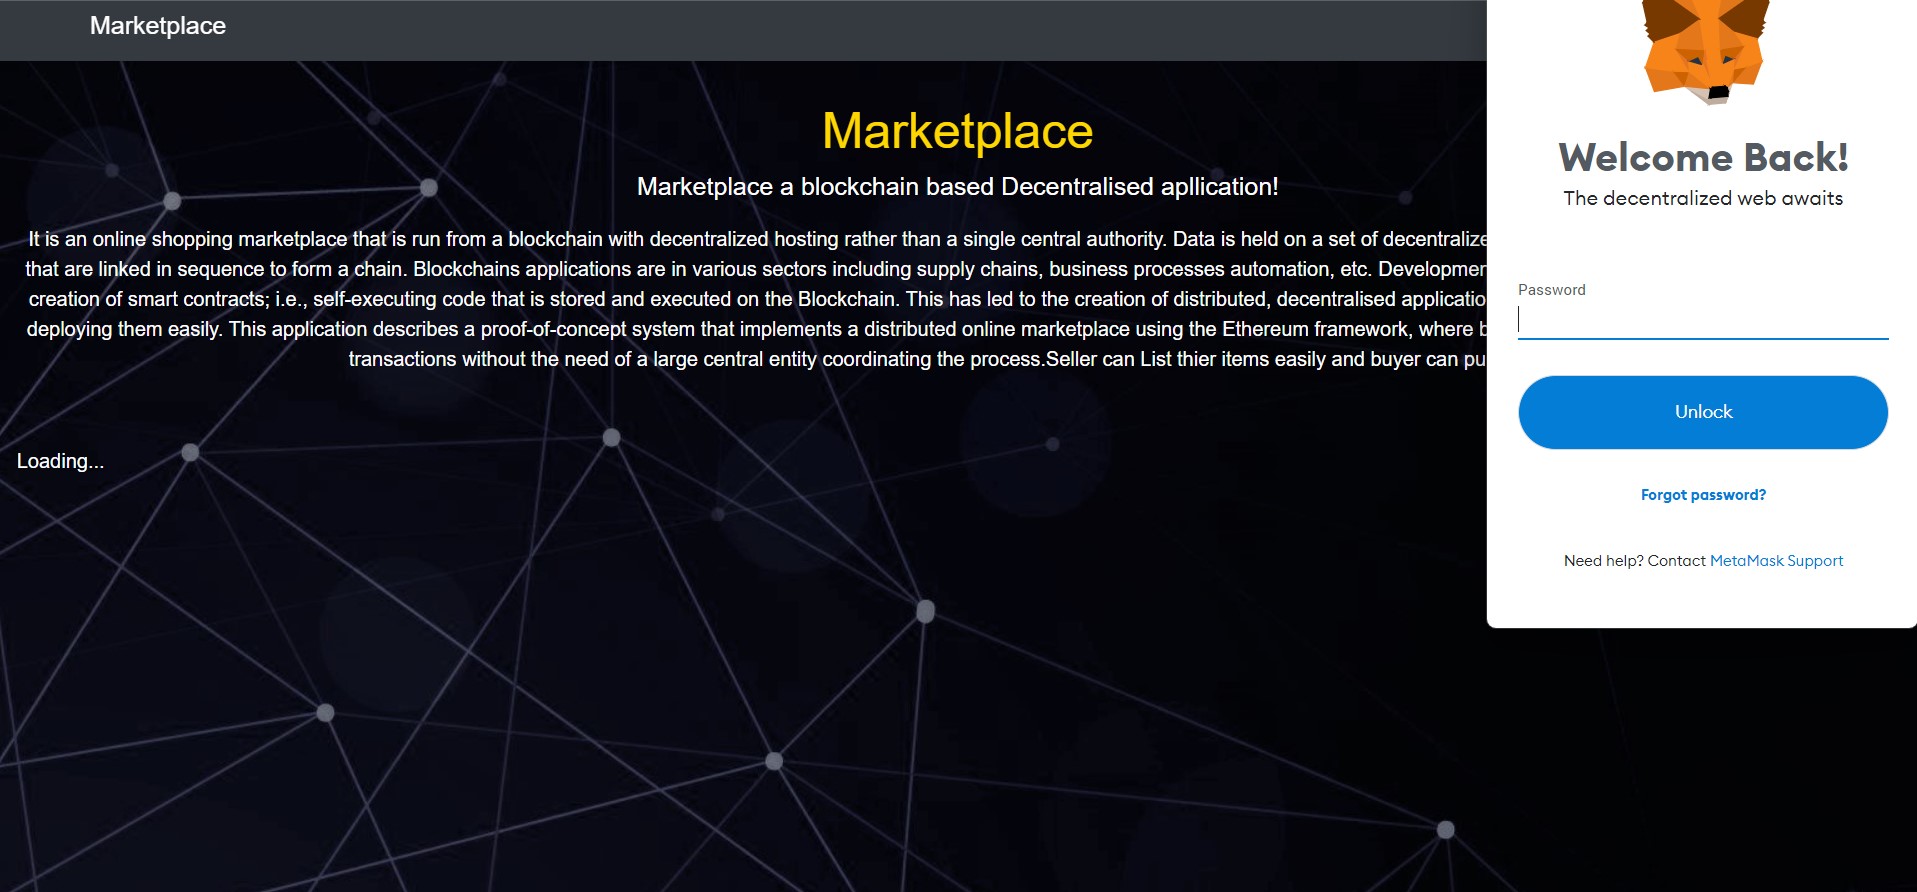 Marketplace
Marketplace
Marketplace a blockchain based Decentralised apllication!
It is an online shopping marketplace that is run from a blockchain with decentralized hosting rather than a single central authority. Data is held on a set of
that are linked in sequence to form a chain. Blockchains applications are in various sectors including supply chains, business processes automation, etc.
creation of smart contracts; i.e., self-executing code that is stored and executed on the Blockchain. This has led to the creation of distributed, decentralised
deploying them easily. This application describes a proof-of-concept system that implements a distributed online marketplace using the Ethereum framework, where
transactions without the need of a large central entity coordinating the process.Seller can List thier items easily and buyer can
Loading...
Welcome Back!
The decentralized web awaits
Password
Unlock
Forgot password?
Need help? Contact MetaMask Support